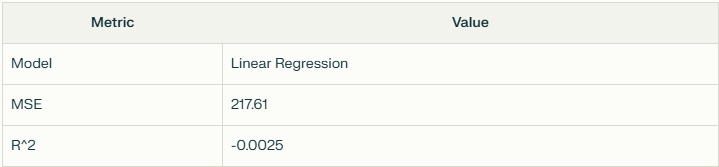 Metric Value
Model Linear Regression
MSE 217.61
R^2 -0.0025